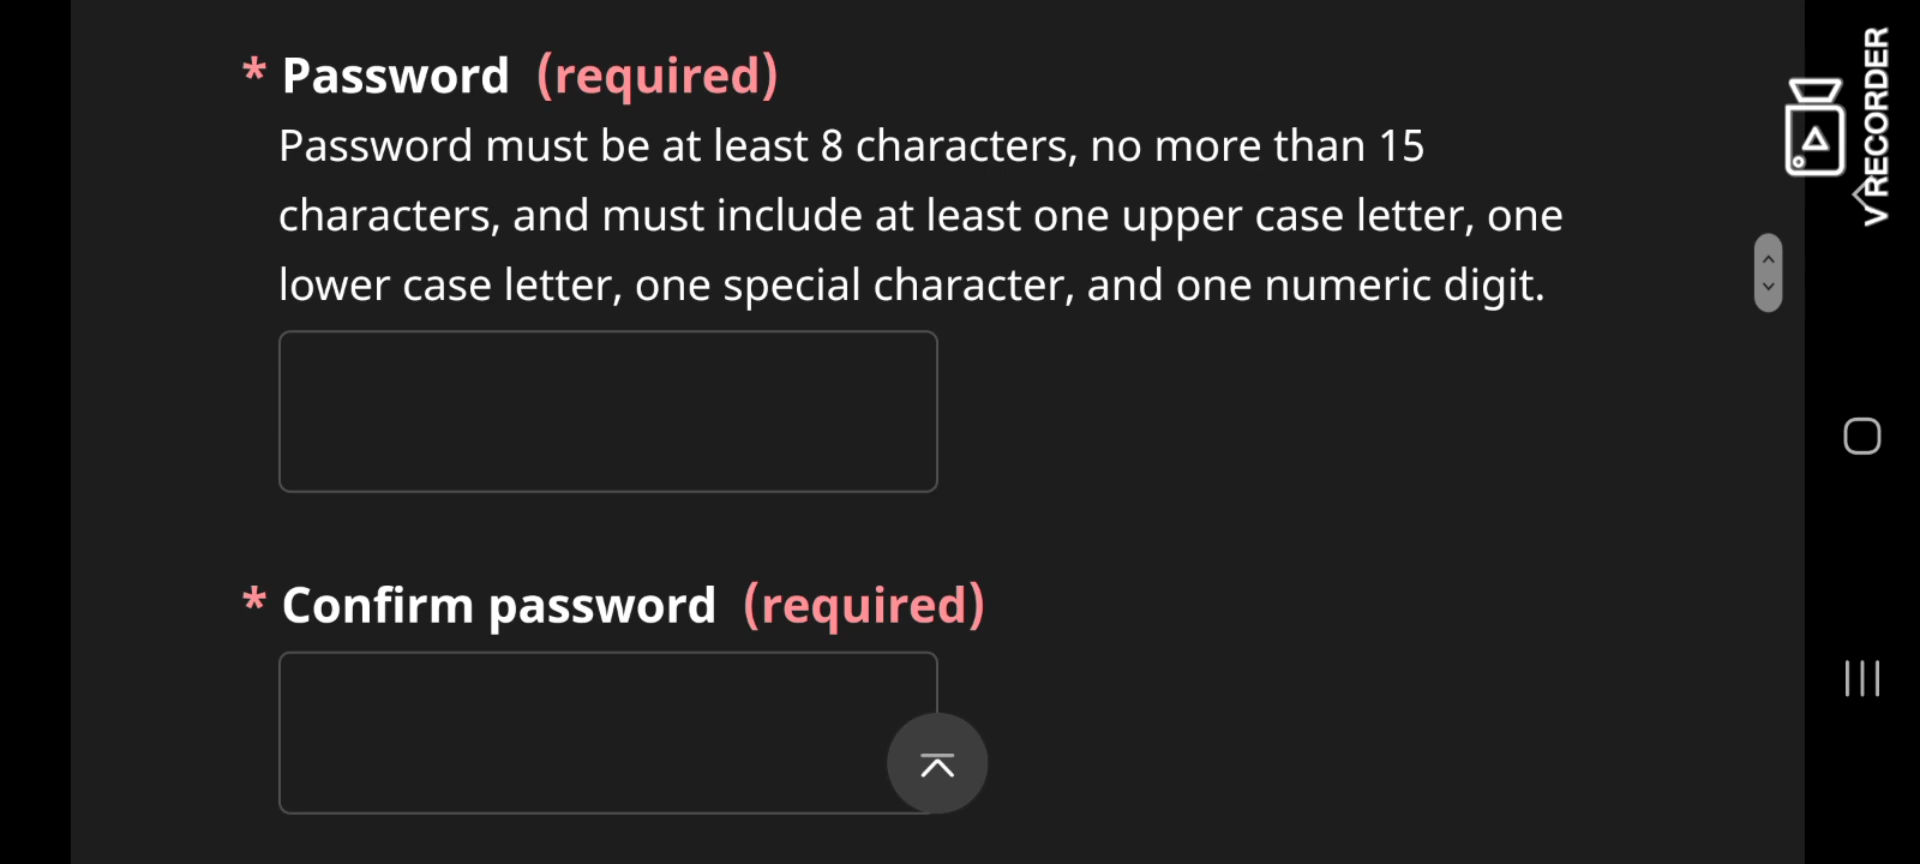 * Password (required)
Password must be at least 8 characters, no more than 15
characters, and must include at least one upper case letter, one
lower case letter, one special character, and one numeric digit.
* Confirm password (required)
VRECORDER